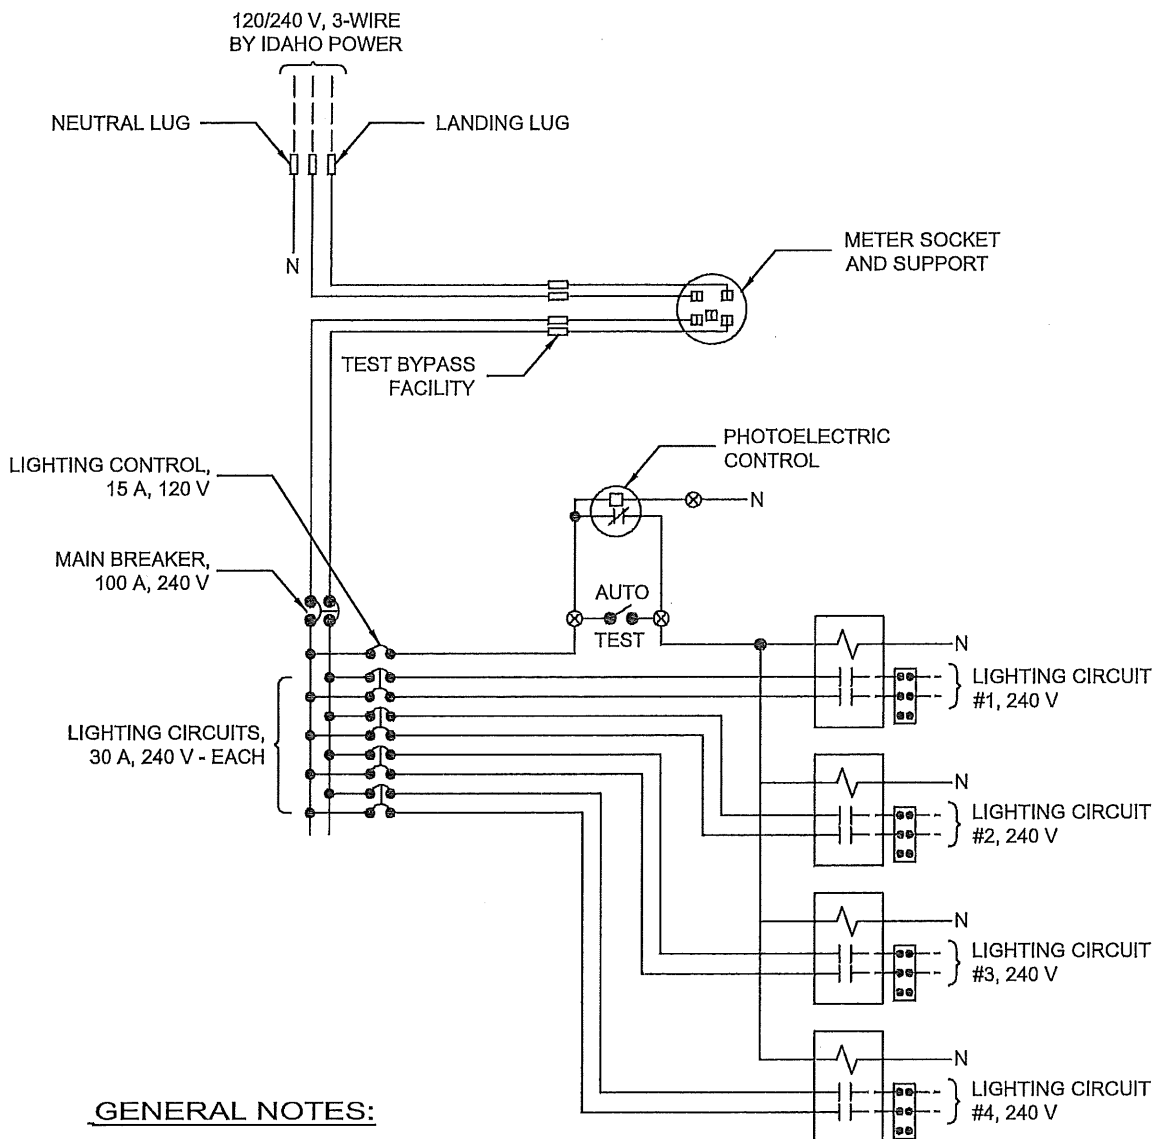 120/240 V, 3-WIRE
BY IDAHO POWER
NEUTRAL LUG
LANDING LUG
N
METER SOCKET
AND SUPPORT
TEST BYPASS
FACILITY
PHOTOELECTRIC
CONTROL
LIGHTING CONTROL,
15 A, 120 V
N
MAIN BREAKER,
100 A, 240 V
AUTO
TEST
N
LIGHTING CIRCUIT
#1, 240 V
LIGHTING CIRCUITS,
30 A, 240 V - EACH
N
LIGHTING CIRCUIT
#2, 240 V
N
LIGHTING CIRCUIT
#3, 240 V
N
LIGHTING CIRCUIT
#4, 240 V
GENERAL NOTES: